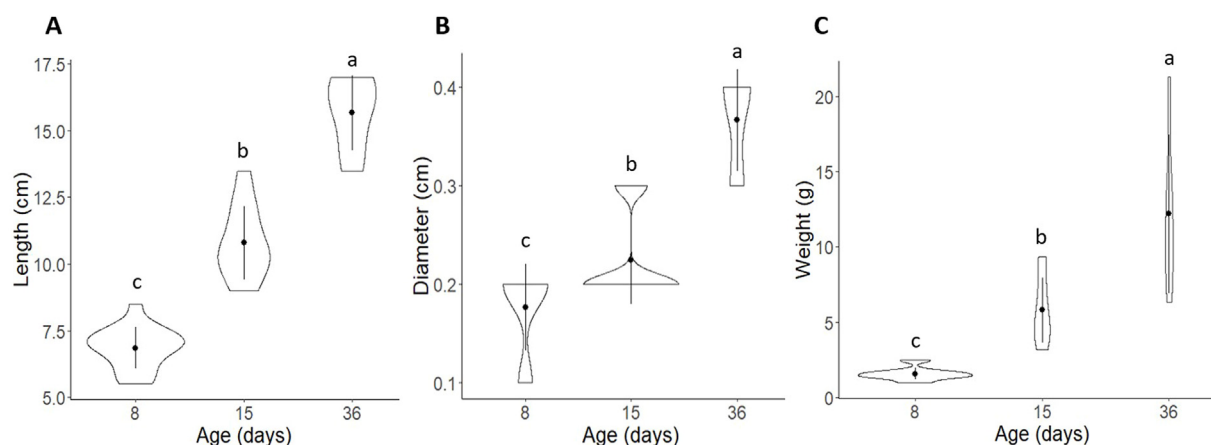 A
Length (cm)
17.5
15.0
12.5
10.0
7.5
5.0
c
b
a
8
15
36
Age (days)
B
Diameter (cm)
0.4
0.3
0.2
0.1
c
b
a
8
15
36
Age (days)
C
Weight (g)
20
15
10
5
0
c
b
a
8
15
36
Age (days)